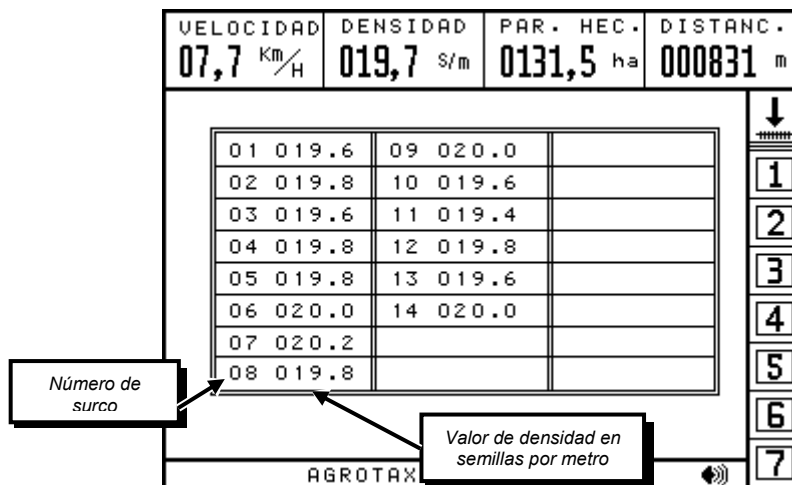 VELOCIDAD DENSIDAD PAR. HEC. DISTANC.
07,7 Km/H 019,7 S/m 0131,5 ha 000831 m
01 019.6 09 020.0
02 019.8 10 019.6
03 019.6 11 019.4
04 019.8 12 019.8
05 019.8 13 019.6
06 020.0 14 020.0
07 020.2
08 019.8
1
2
3
4
5
6
7
Número de
surco
Valor de densidad en
semillas por metro
AGROTAX